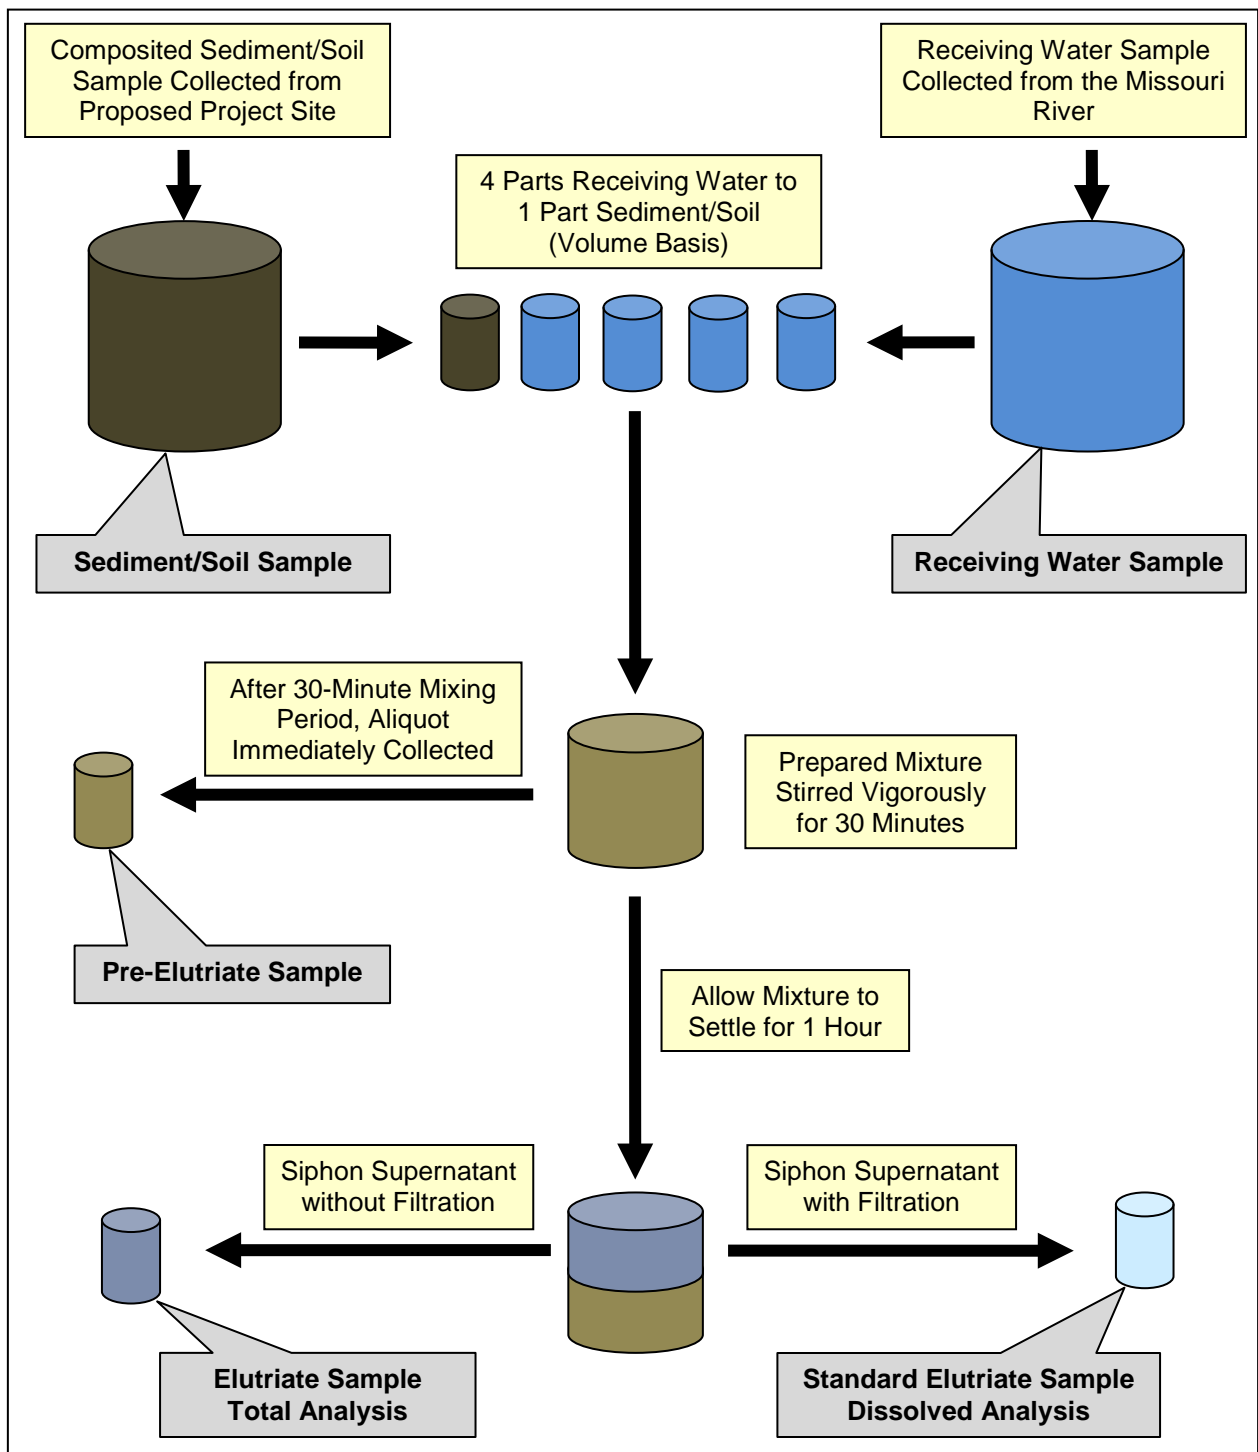 Composited Sediment/Soil
Sample Collected from
Proposed Project Site
Receiving Water Sample
Collected from the Missouri
River
4 Parts Receiving Water to
1 Part Sediment/Soil
(Volume Basis)
Sediment/Soil Sample
Receiving Water Sample
After 30-Minute Mixing
Period, Aliquot
Immediately Collected
Prepared Mixture
Stirred Vigorously
for 30 Minutes
Pre-Elutriate Sample
Allow Mixture to
Settle for 1 Hour
Siphon Supernatant
without Filtration
Siphon Supernatant
with Filtration
Elutriate Sample
Total Analysis
Standard Elutriate Sample
Dissolved Analysis